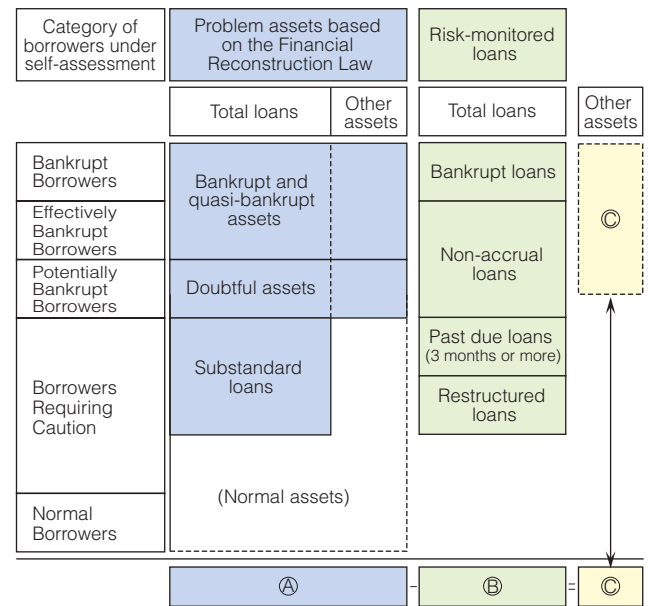 Category of
borrowers under
self-assessment
Problem assets based
on the Financial
Reconstruction Law
Risk-monitored
loans
Total loans
Other
assets
Total loans
Other
assets
Bankrupt
Borrowers
Effectively
Bankrupt
Borrowers
Potentially
Bankrupt
Borrowers
Borrowers
Requiring
Caution
Normal
Borrowers
Bankrupt and
quasi-bankrupt
assets
Doubtful assets
Substandard
loans
(Normal assets)
Bankrupt loans
Non-accrual
loans
Past due loans
(3 months or more)
Restructured
loans
Ⓒ
Ⓐ - Ⓑ = Ⓒ